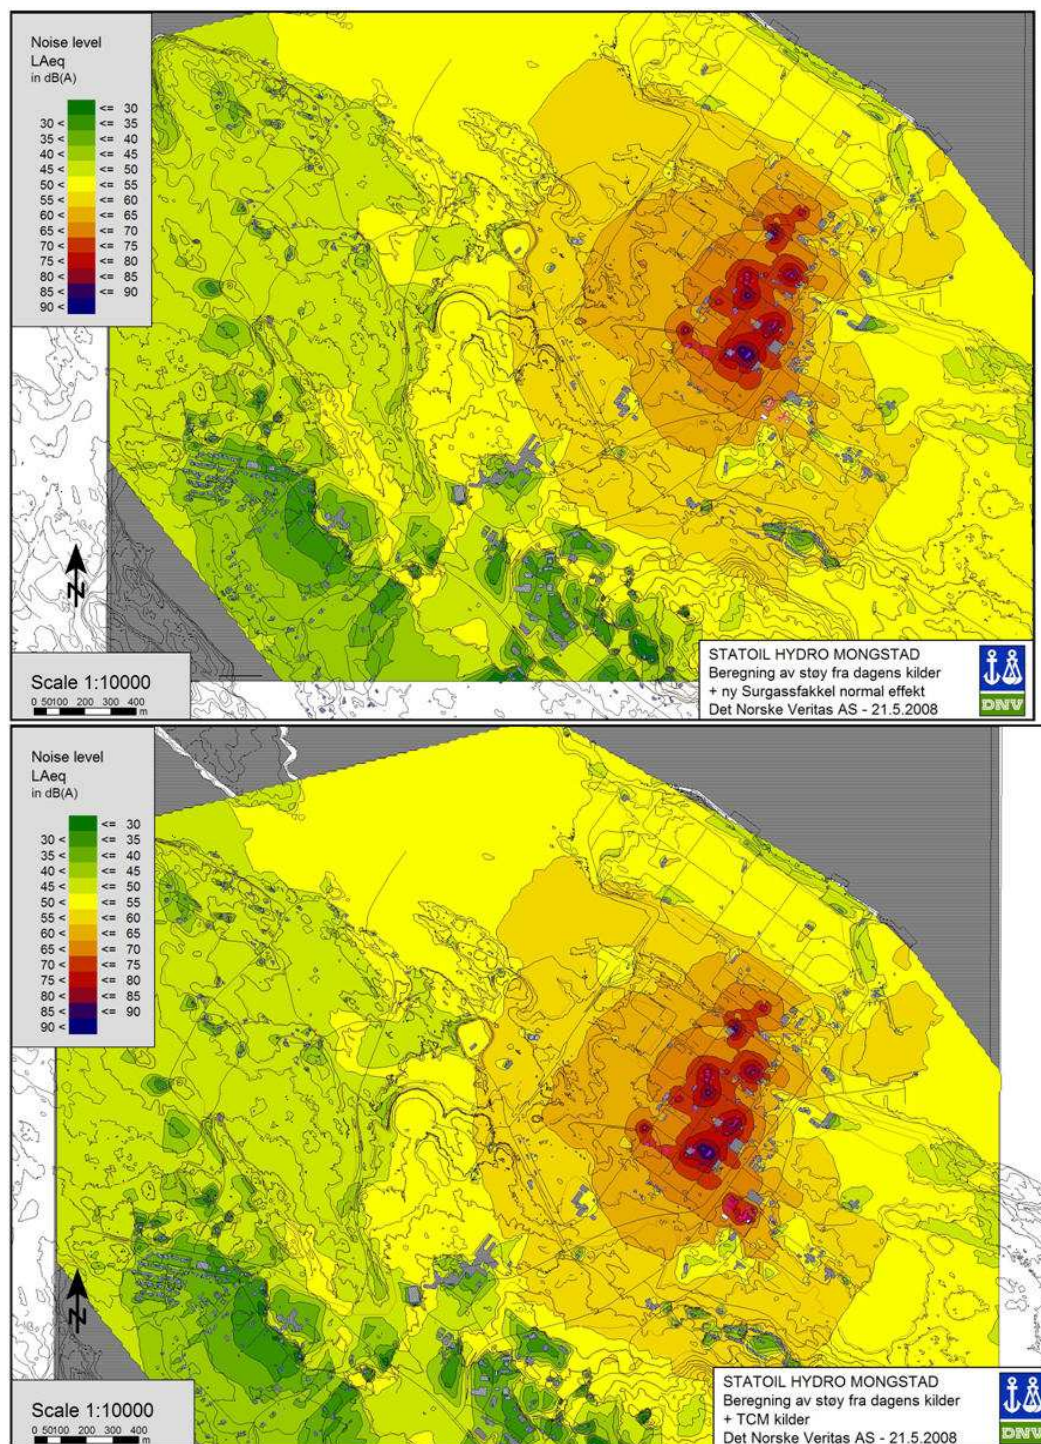 Noise level
LAeq
in dB(A)
<= 30
30 < <= 35
35 < <= 40
40 < <= 45
45 < <= 50
50 < <= 55
55 < <= 60
60 < <= 65
65 < <= 70
70 < <= 75
75 < <= 80
80 < <= 85
85 < <= 90
90 <
N
Scale 1:10000
0 50100 200 300 400
m
STATOIL HYDRO MONGSTAD
Beregning av støy fra dagens kilder
+ ny Surgassfakkel normal effekt
Det Norske Veritas AS - 21.5.2008
DNV
Noise level
LAeq
in dB(A)
<= 30
30 < <= 35
35 < <= 40
40 < <= 45
45 < <= 50
50 < <= 55
55 < <= 60
60 < <= 65
65 < <= 70
70 < <= 75
75 < <= 80
80 < <= 85
85 < <= 90
90 <
N
Scale 1:10000
0 50100 200 300 400
m
STATOIL HYDRO MONGSTAD
Beregning av støy fra dagens kilder
+ TCM kilder
Det Norske Veritas AS - 21.5.2008
DNV